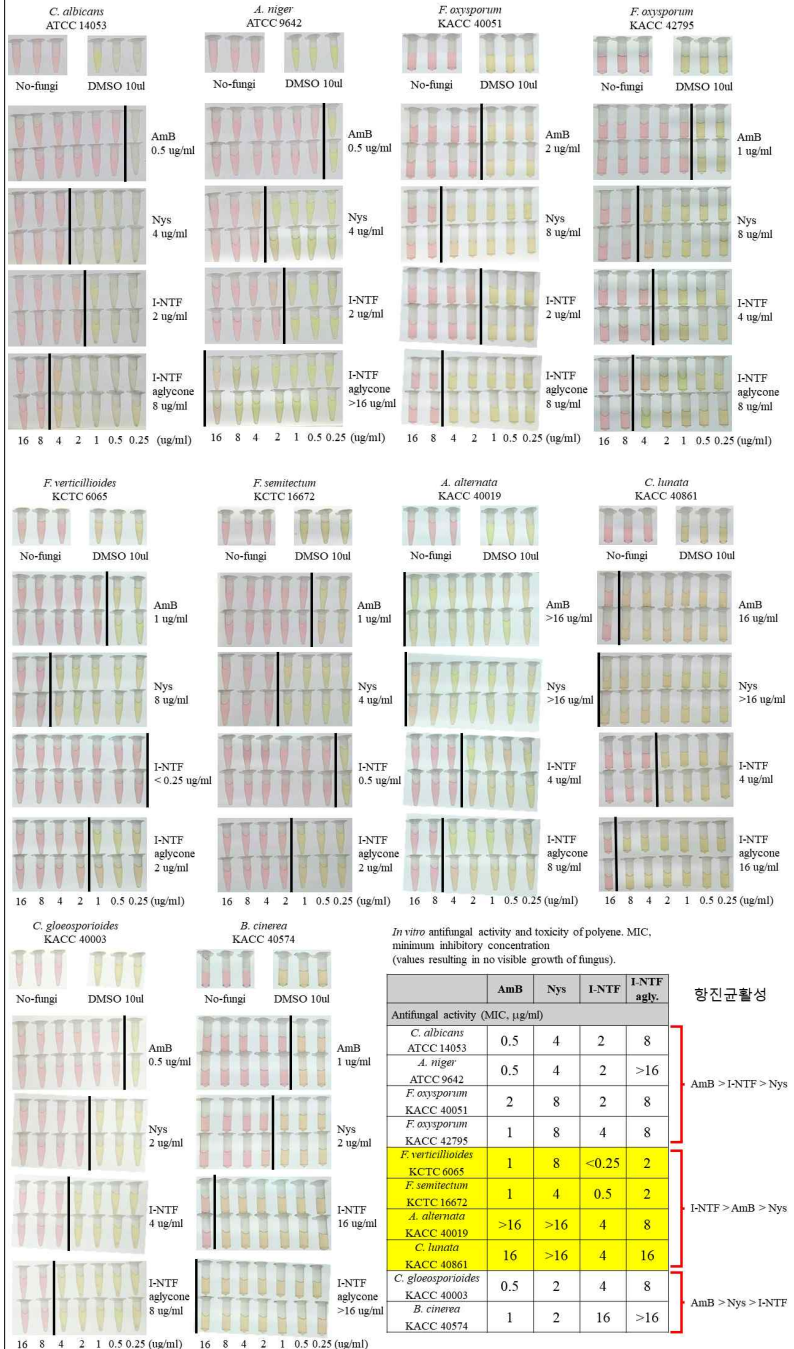 C. albicans
ATCC 14053
No-fungi DMSO 10ul
AmB
0.5 ug/ml
Nys
4 ug/ml
I-NTF
2 ug/ml
I-NTF
aglycone
8 ug/ml
16 8 4 2 1 0.5 0.25 (ug/ml)
A. niger
ATCC 9642
No-fungi DMSO 10ul
AmB
0.5 ug/ml
Nys
4 ug/ml
I-NTF
2 ug/ml
I-NTF
aglycone
>16 ug/ml
16 8 4 2 1 0.5 0.25 (ug/ml)
F. oxysporum
KACC 40051
No-fungi DMSO 10ul
AmB
2 ug/ml
Nys
8 ug/ml
I-NTF
2 ug/ml
I-NTF
aglycone
8 ug/ml
16 8 4 2 1 0.5 0.25 (ug/ml)
F. oxysporum
KACC 42795
No-fungi DMSO 10ul
AmB
1 ug/ml
Nys
8 ug/ml
I-NTF
4 ug/ml
I-NTF
aglycone
8 ug/ml
16 8 4 2 1 0.5 0.25 (ug/ml)
F. verticillioides
KCTC 6065
No-fungi DMSO 10ul
AmB
1 ug/ml
Nys
8 ug/ml
I-NTF
< 0.25 ug/ml
I-NTF
aglycone
2 ug/ml
16 8 4 2 1 0.5 0.25 (ug/ml)
F. semitectum
KCTC 16672
No-fungi DMSO 10ul
AmB
1 ug/ml
Nys
4 ug/ml
I-NTF
0.5 ug/ml
I-NTF
aglycone
2 ug/ml
16 8 4 2 1 0.5 0.25 (ug/ml)
A. alternata
KACC 40019
No-fungi DMSO 10ul
AmB
>16 ug/ml
Nys
>16 ug/ml
I-NTF
4 ug/ml
I-NTF
aglycone
8 ug/ml
16 8 4 2 1 0.5 0.25 (ug/ml)
C. lunata
KACC 40861
No-fungi DMSO 10ul
AmB
16 ug/ml
Nys
>16 ug/ml
I-NTF
4 ug/ml
I-NTF
aglycone
16 ug/ml
16 8 4 2 1 0.5 0.25 (ug/ml)
C. gloeosporioides
KACC 40003
No-fungi DMSO 10ul
AmB
0.5 ug/ml
Nys
2 ug/ml
I-NTF
4 ug/ml
I-NTF
aglycone
8 ug/ml
16 8 4 2 1 0.5 0.25 (ug/ml)
B. cinerea
KACC 40574
No-fungi DMSO 10ul
AmB
1 ug/ml
Nys
2 ug/ml
I-NTF
16 ug/ml
I-NTF
aglycone
>16 ug/ml
16 8 4 2 1 0.5 0.25 (ug/ml)
In vitro antifungal activity and toxicity of polyene. MIC,
minimum inhibitory concentration
(values resulting in no visible growth of fungus).
AmB Nys I-NTF I-NTF agly.
Antifungal activity (MIC, µg/ml)
C. albicans ATCC 14053 0.5 4 2 8
A. niger ATCC 9642 0.5 4 2 >16
F. oxysporum KACC 40051 2 8 2 8
F. oxysporum KACC 42795 1 8 4 8
F. verticillioides KCTC 6065 1 8 <0.25 2
F. semitectum KCTC 16672 1 4 0.5 2
A. alternata KACC 40019 >16 >16 4 8
C. lunata KACC 40861 16 >16 4 16
C. gloeosporioides KACC 40003 0.5 2 4 8
B. cinerea KACC 40574 1 2 16 >16
항진균활성
AmB > I-NTF > Nys
I-NTF > AmB > Nys
AmB > Nys > I-NTF